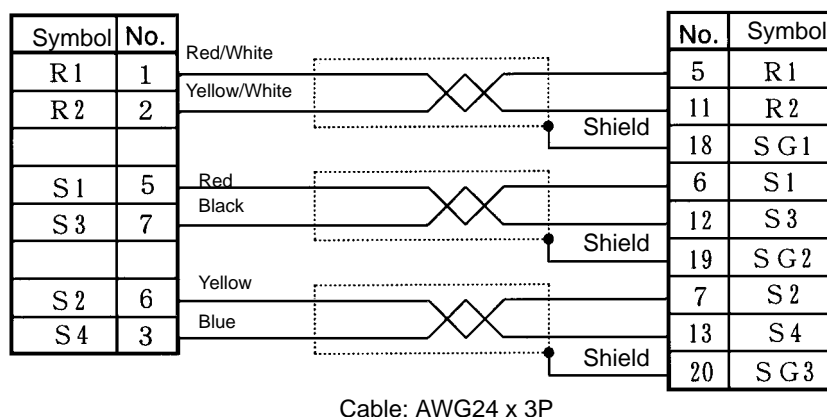 Symbol No.
R1 1
R2 2
S1 5
S3 7
S2 6
S4 3
Red/White
Yellow/White
Shield
Red
Black
Shield
Yellow
Blue
Shield
No. Symbol
5 R1
11 R2
18 SG1
6 S1
12 S3
19 SG2
7 S2
13 S4
20 SG3
Cable: AWG24 x 3P